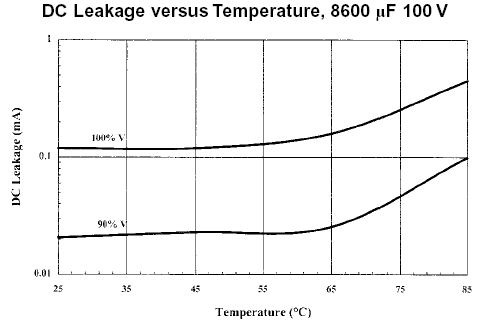 DC Leakage versus Temperature, 8600 µF 100 V
1
100% V
0.1
DC Leakage (mA)
90% V
0.01
25 35 45 55 65 75 85
Temperature (°C)